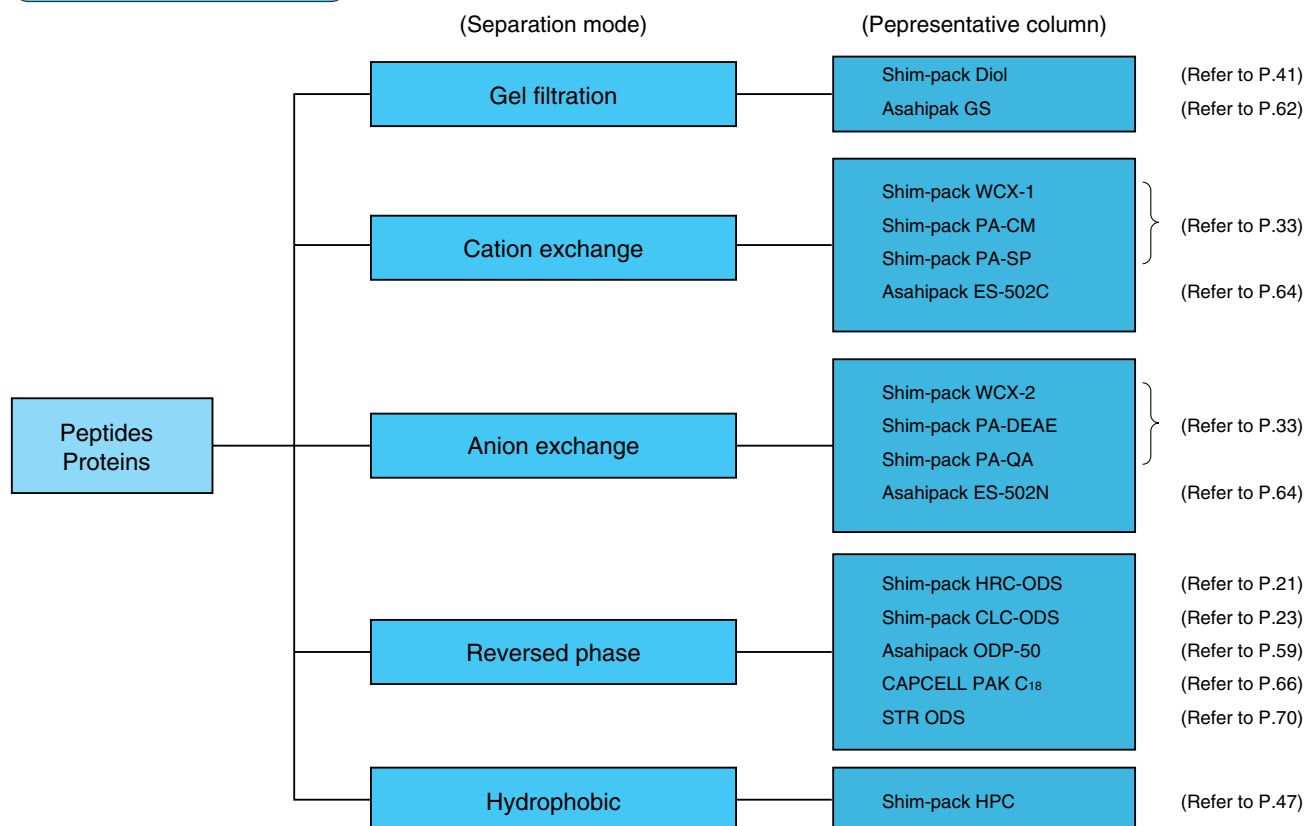 (Separation mode) (Pepresentative column)
Gel filtration
Shim-pack Diol (Refer to P.41)
Asahipak GS (Refer to P.62)
Cation exchange
Shim-pack WCX-1
Shim-pack PA-CM (Refer to P.33)
Shim-pack PA-SP
Asahipack ES-502C (Refer to P.64)
Peptides
Proteins
Anion exchange
Shim-pack WCX-2
Shim-pack PA-DEAE (Refer to P.33)
Shim-pack PA-QA
Asahipack ES-502N (Refer to P.64)
Reversed phase
Shim-pack HRC-ODS (Refer to P.21)
Shim-pack CLC-ODS (Refer to P.23)
Asahipack ODP-50 (Refer to P.59)
CAPCELL PAK C18 (Refer to P.66)
STR ODS (Refer to P.70)
Hydrophobic
Shim-pack HPC (Refer to P.47)